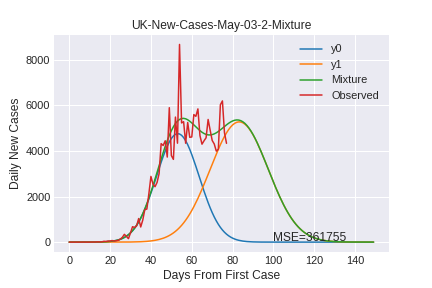 UK-New-Cases-May-03-2-Mixture
y0
y1
Mixture
Observed
Daily New Cases
8000
6000
4000
2000
0
MSE=361755
0 20 40 60 80 100 120 140
Days From First Case